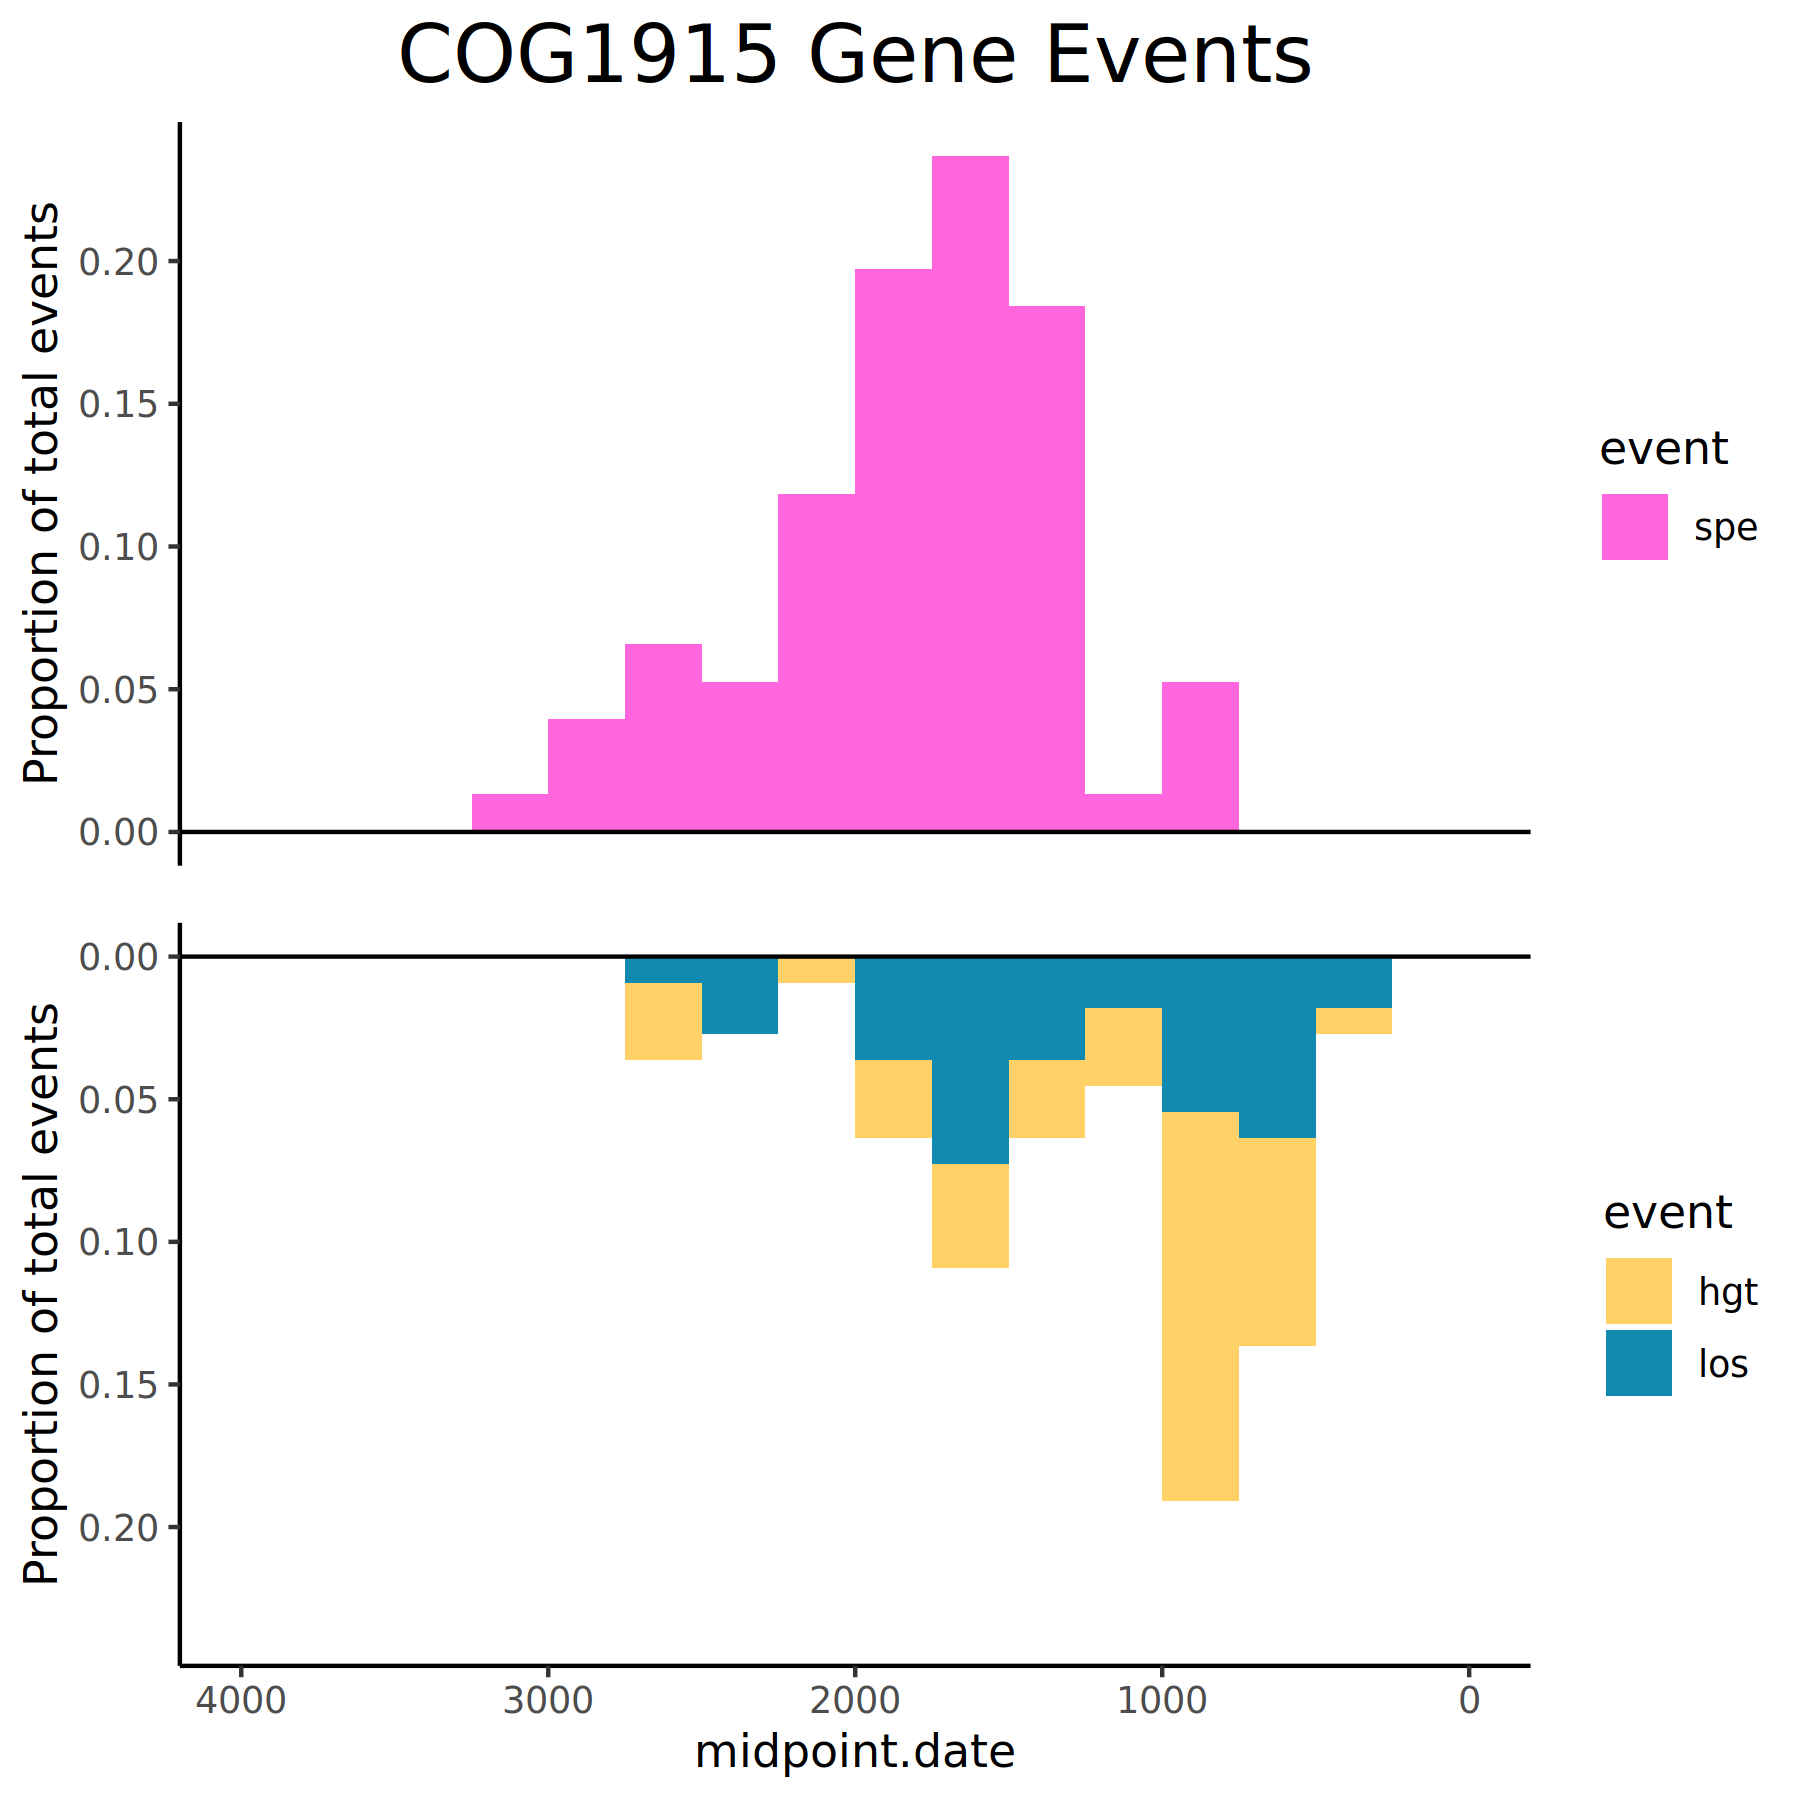 COG1915 Gene Events
Proportion of total events
0.20
0.15
0.10
0.05
0.00
event
spe
Proportion of total events
0.00
0.05
0.10
0.15
0.20
event
hgt
los
4000 3000 2000 1000 0
midpoint.date